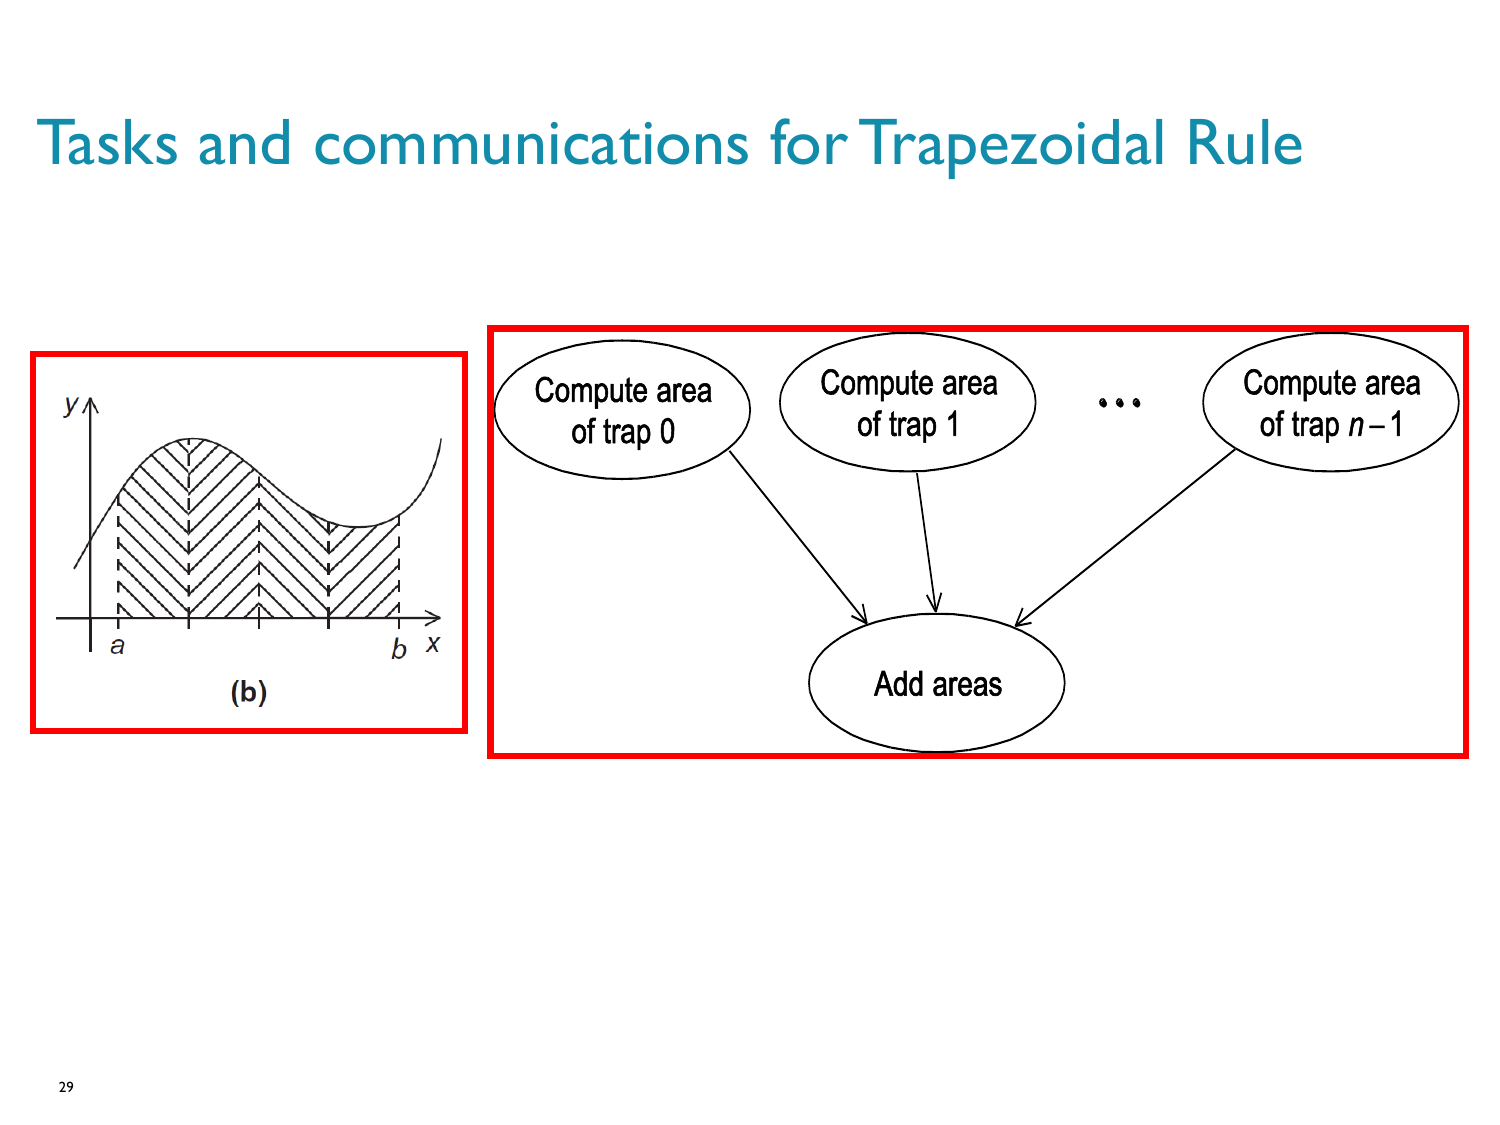 Tasks and communications for Trapezoidal Rule
y
a
b
x
(b)
Compute area
of trap 0
Compute area
of trap 1
...
Compute area
of trap n – 1
Add areas
29